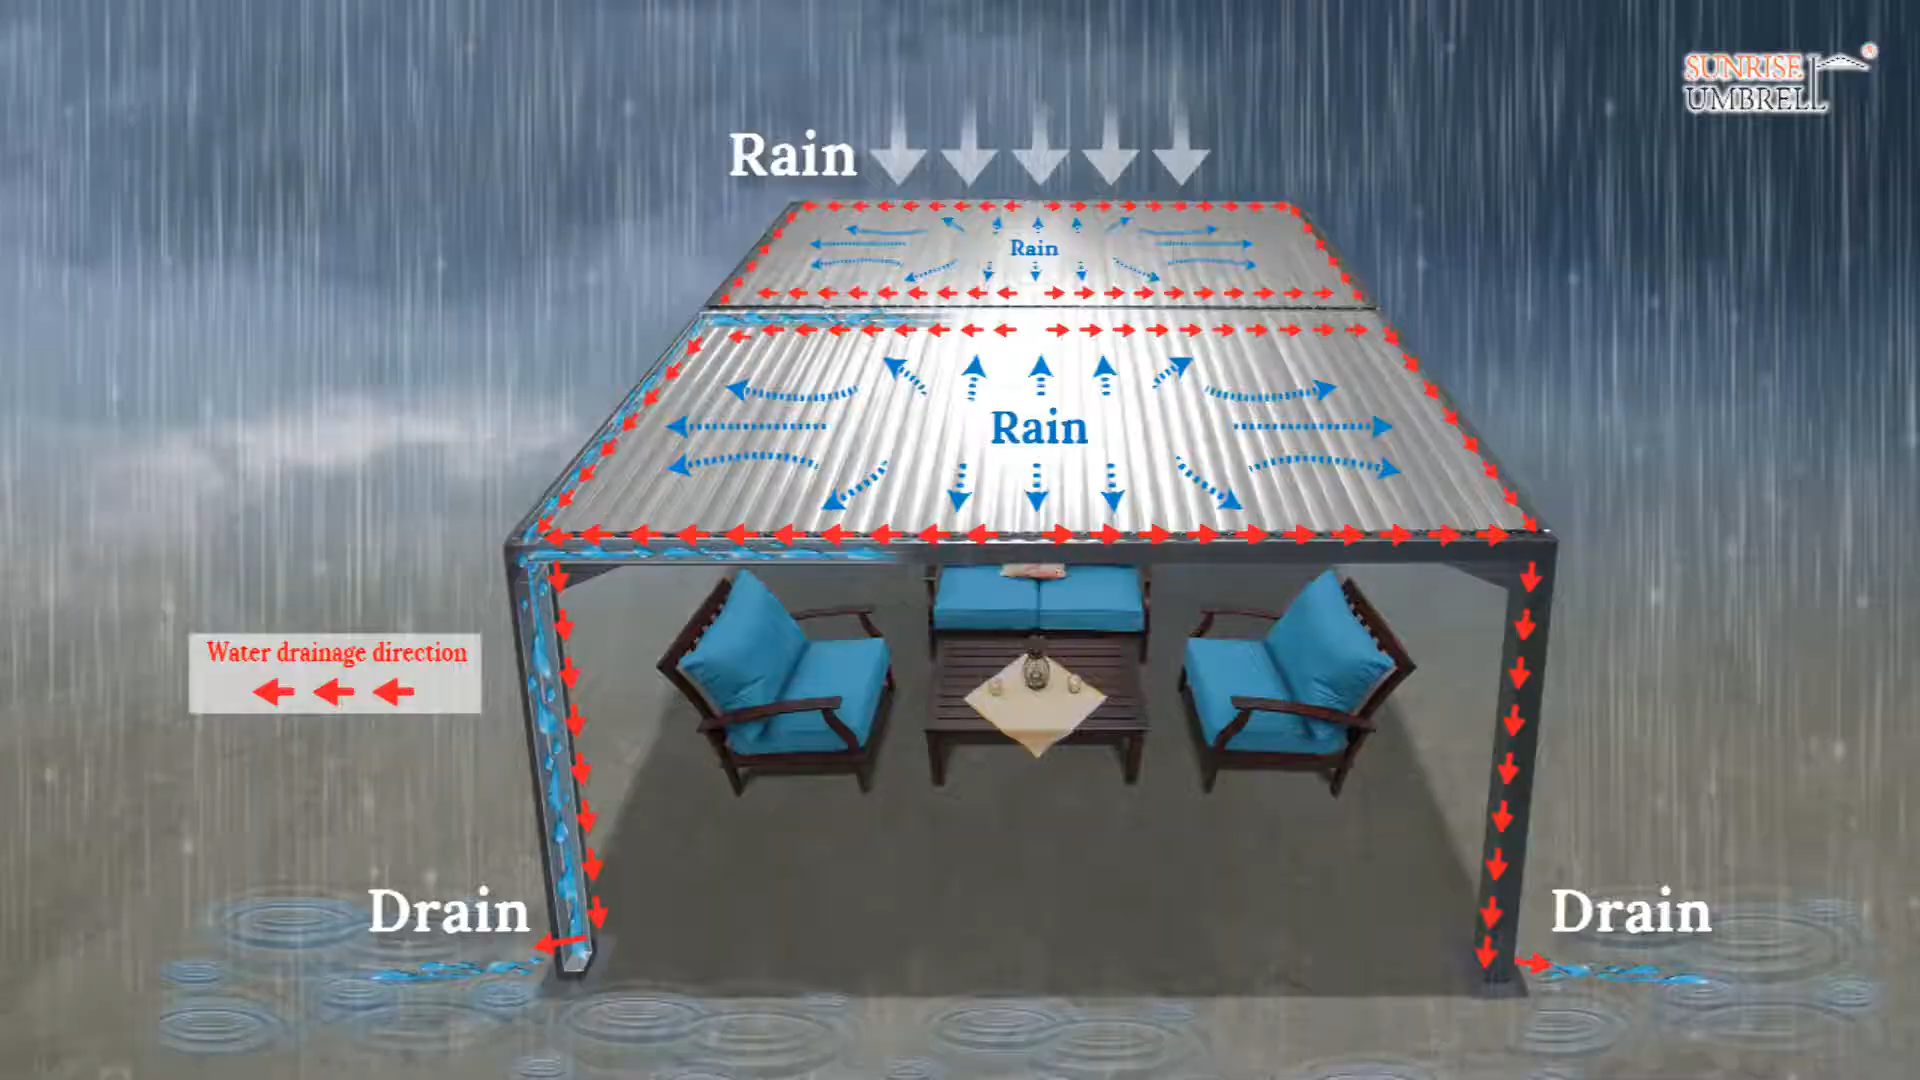 SUNRISE
UMBRELL
®
Rain
Rain
Rain
Water drainage direction
Drain
Drain